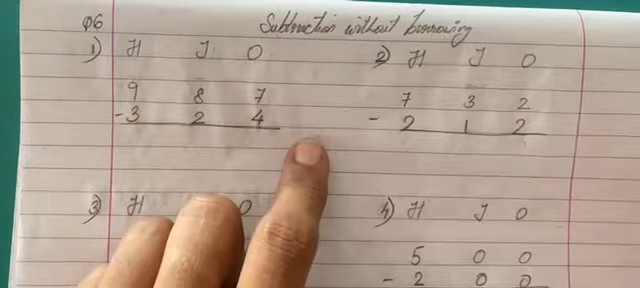 Q6 Subtraction without borrowing
1) H T O 2) H T O
9 8 7 7 3 2
- 3 2 4 - 2 1 2
3) H O 4) H T O
5 0 0
- 2 0 0